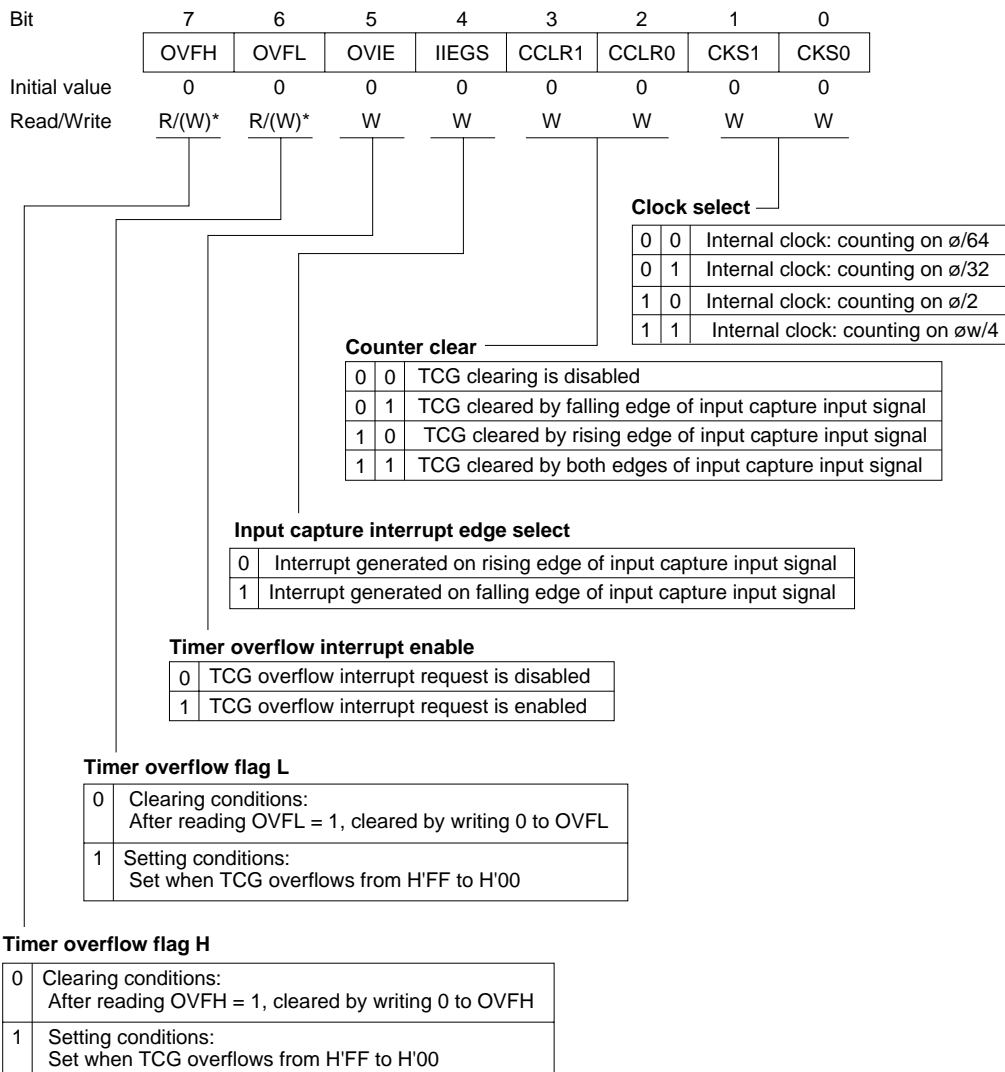 Bit 7 6 5 4 3 2 1 0
OVFH OVFL OVIE IIEGS CCLR1 CCLR0 CKS1 CKS0
Initial value 0 0 0 0 0 0 0 0
Read/Write R/(W)* R/(W)* W W W W W W
Clock select
0 0 Internal clock: counting on ø/64
0 1 Internal clock: counting on ø/32
1 0 Internal clock: counting on ø/2
1 1 Internal clock: counting on øw/4
Counter clear
0 0 TCG clearing is disabled
0 1 TCG cleared by falling edge of input capture input signal
1 0 TCG cleared by rising edge of input capture input signal
1 1 TCG cleared by both edges of input capture input signal
Input capture interrupt edge select
0 Interrupt generated on rising edge of input capture input signal
1 Interrupt generated on falling edge of input capture input signal
Timer overflow interrupt enable
0 TCG overflow interrupt request is disabled
1 TCG overflow interrupt request is enabled
Timer overflow flag L
0 Clearing conditions:
After reading OVFL = 1, cleared by writing 0 to OVFL
1 Setting conditions:
Set when TCG overflows from H'FF to H'00
Timer overflow flag H
0 Clearing conditions:
After reading OVFH = 1, cleared by writing 0 to OVFH
1 Setting conditions:
Set when TCG overflows from H'FF to H'00